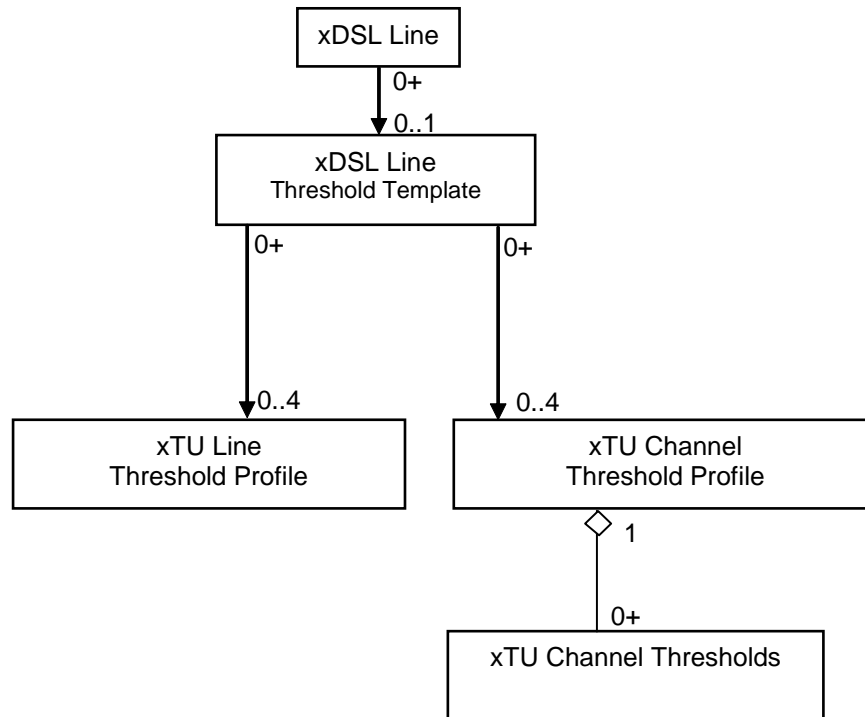 xDSL Line
0+
0..1
xDSL Line
Threshold Template
0+
0+
0..4
0..4
xTU Line
Threshold Profile
xTU Channel
Threshold Profile
1
0+
xTU Channel Thresholds